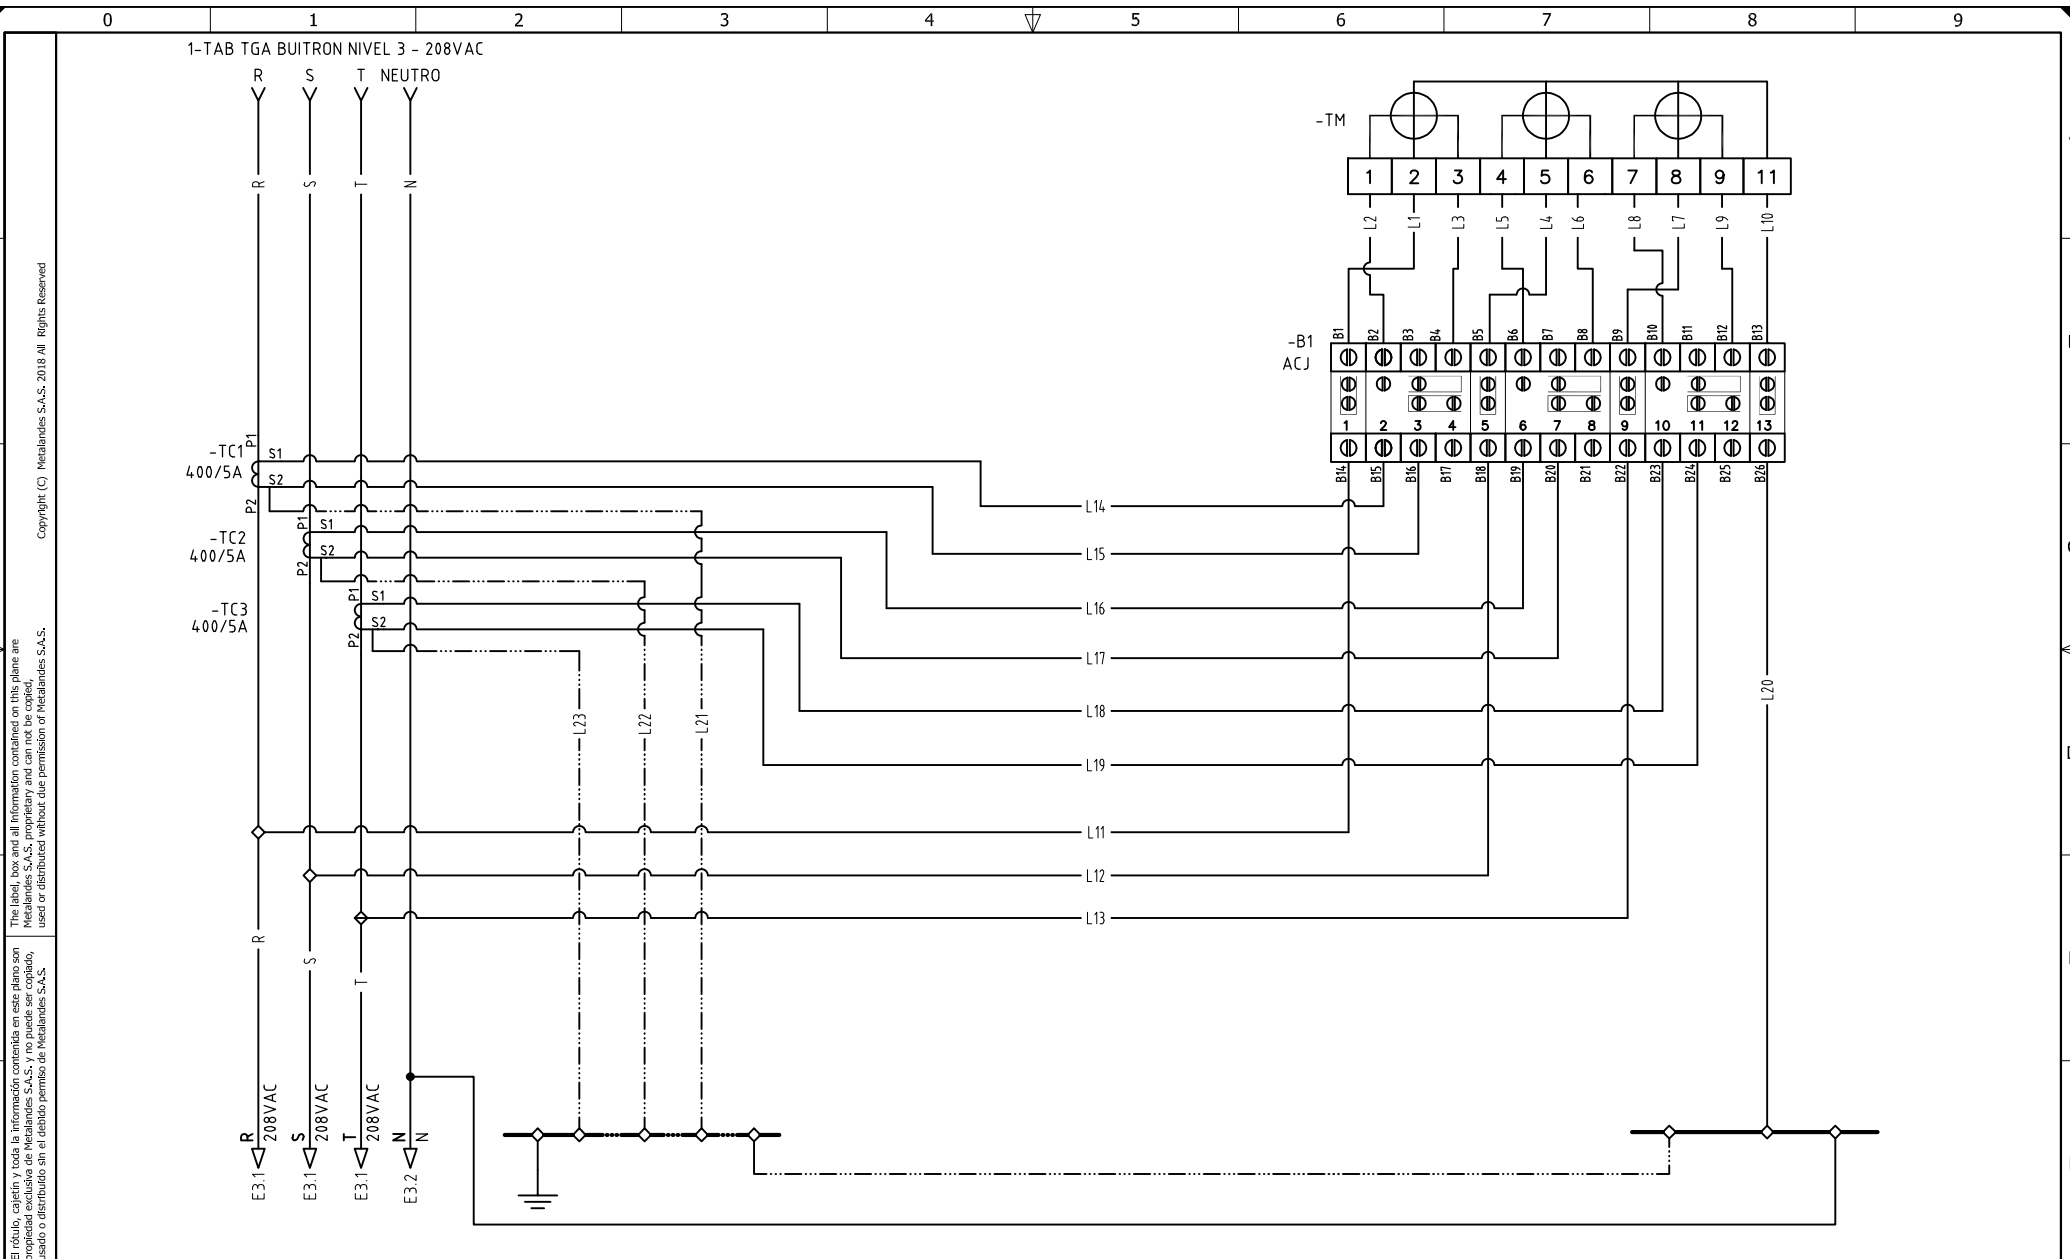 0 1 2 3 4 5 6 7 8 9
1-TAB TGA BUITRON NIVEL 3 - 208VAC
R S T NEUTRO
R S T N
-TM
1 2 3 4 5 6 7 8 9 11
L2 L1 L3 L5 L4 L6 L8 L7 L9 L10
B1 B2 B3 B4 B5 B6 B7 B8 B9 B10 B11 B12 B13
-B1
ACJ
1 2 3 4 5 6 7 8 9 10 11 12 13
B14 B15 B16 B17 B18 B19 B20 B21 B22 B23 B24 B25 B26
-TC1
400/5A
P1
S1
S2
P2
L14
-TC2
400/5A
P1
S1
S2
P2
L15
-TC3
400/5A
P1
S1
S2
P2
L16
L17
L18
L19
L20
L23 L22 L21
L11
L12
L13
R
S
T
R 208VAC
S 208VAC
T 208VAC
N N
E3.1 E3.1 E3.1 E3.2
Copyright (C) Metalandes S.A.S. 2018 All Rights Reserved
The label, box and all information contained on this plane are
Metalandes S.A.S. proprietary and can not be copied,
used or distributed without due permission of Metalandes S.A.S.
El rótulo, cajetín y toda la información contenida en este plano son
propiedad exclusiva de Metalandes S.A.S. y no puede ser copiado,
usado o distribuido sin el debido permiso de Metalandes S.A.S.